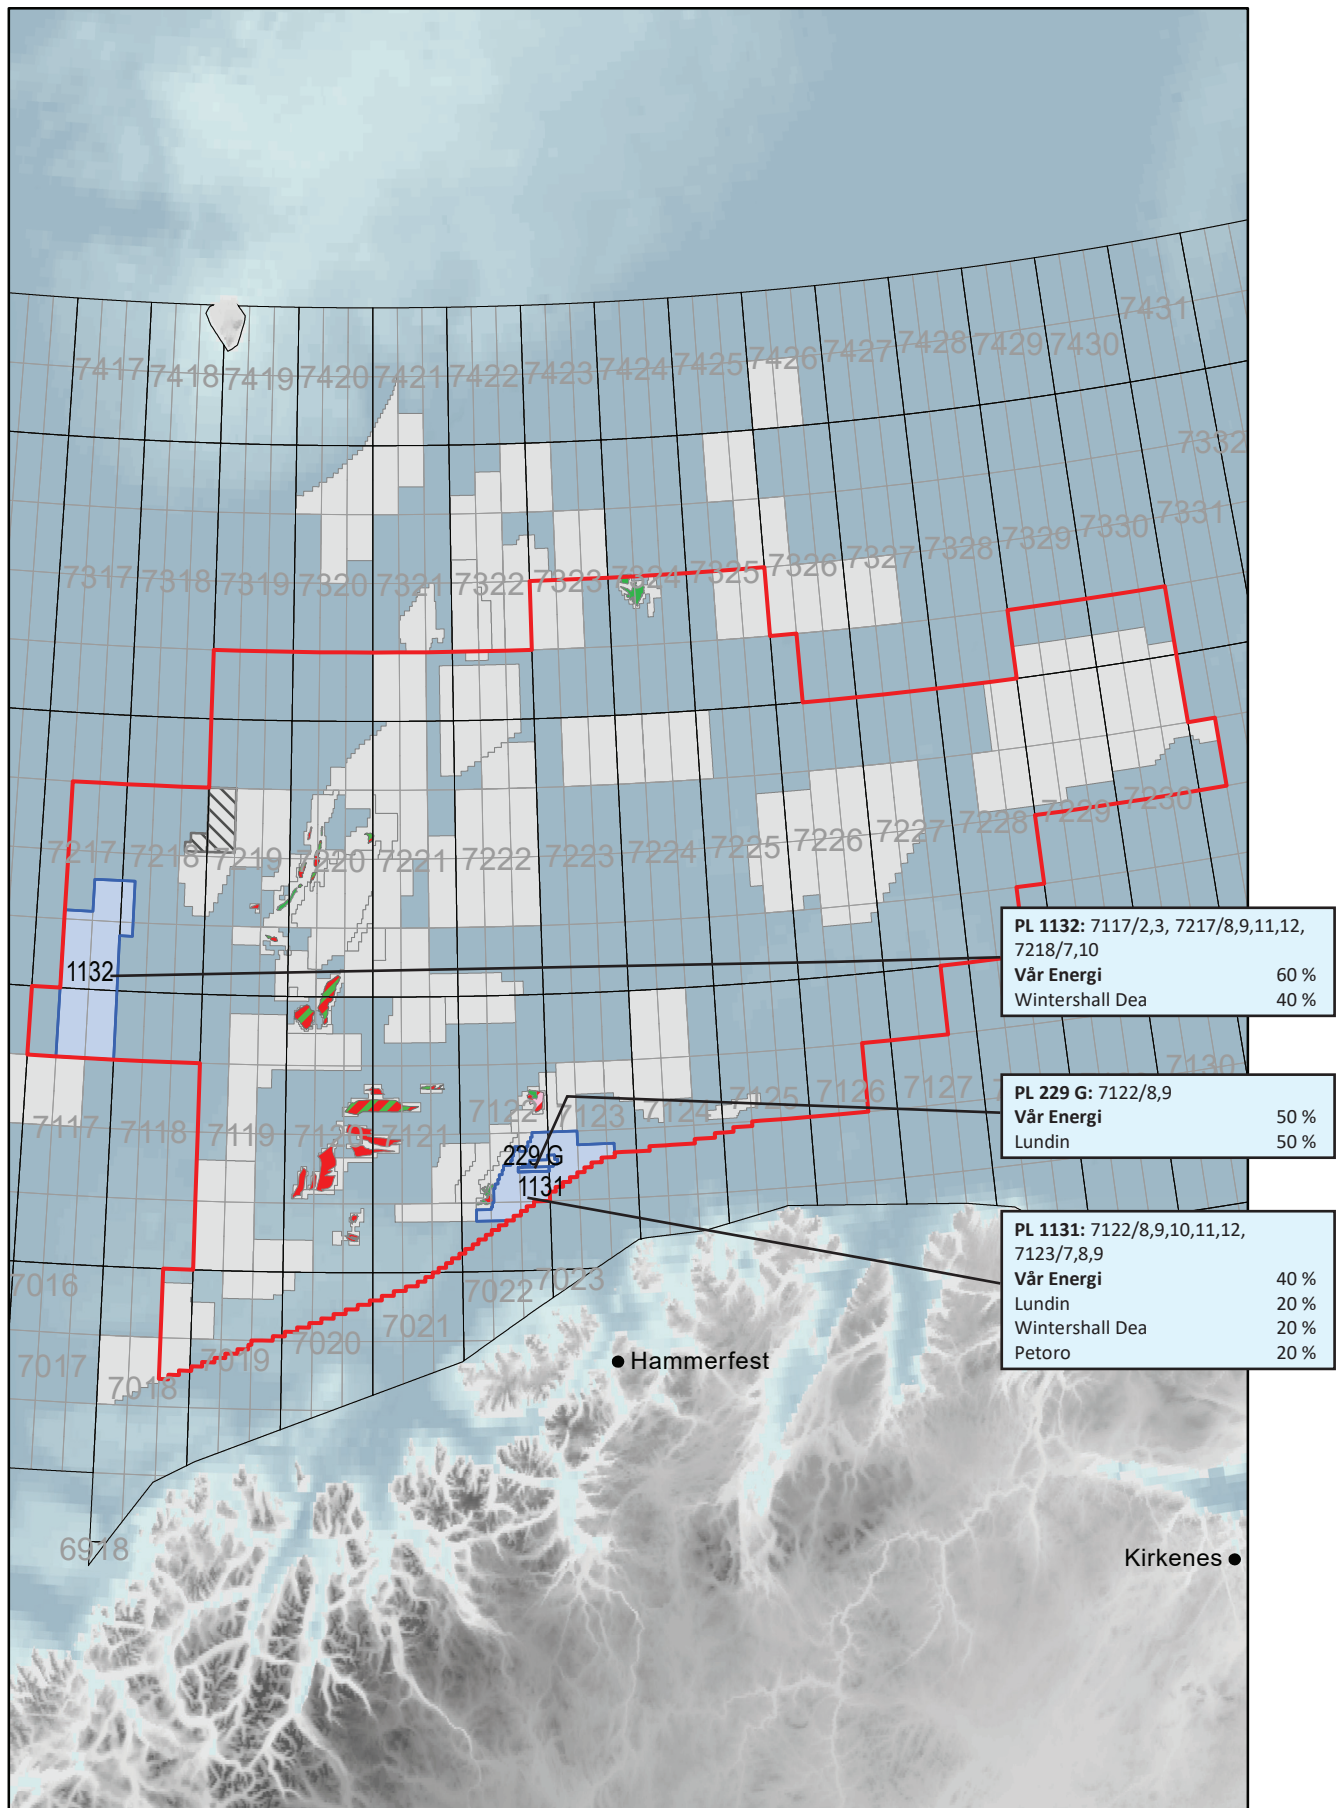 7431
7417 7418 7419 7420 7421 7422 7423 7424 7425 7426 7427 7428 7429 7430
7332
7331
7317 7318 7319 7320 7321 7322 7323 7324 7325 7326 7327 7328 7329 7330
7217 7218 7219 7220 7221 7222 7223 7224 7225 7226 7227 7228 7229 7230
1132
PL 1132: 7117/2,3, 7217/8,9,11,12,
7218/7,10
Vår Energi 60 %
Wintershall Dea 40 %
7117 7118 7119 7120 7121 7122 7123 7124 7125 7126 7127 7130
PL 229 G: 7122/8,9
Vår Energi 50 %
Lundin 50 %
229 G
1131
PL 1131: 7122/8,9,10,11,12,
7123/7,8,9
Vår Energi 40 %
Lundin 20 %
Wintershall Dea 20 %
Petoro 20 %
7016
7017 7018 7019 7020 7021 7022 7023
Hammerfest
6918
Kirkenes